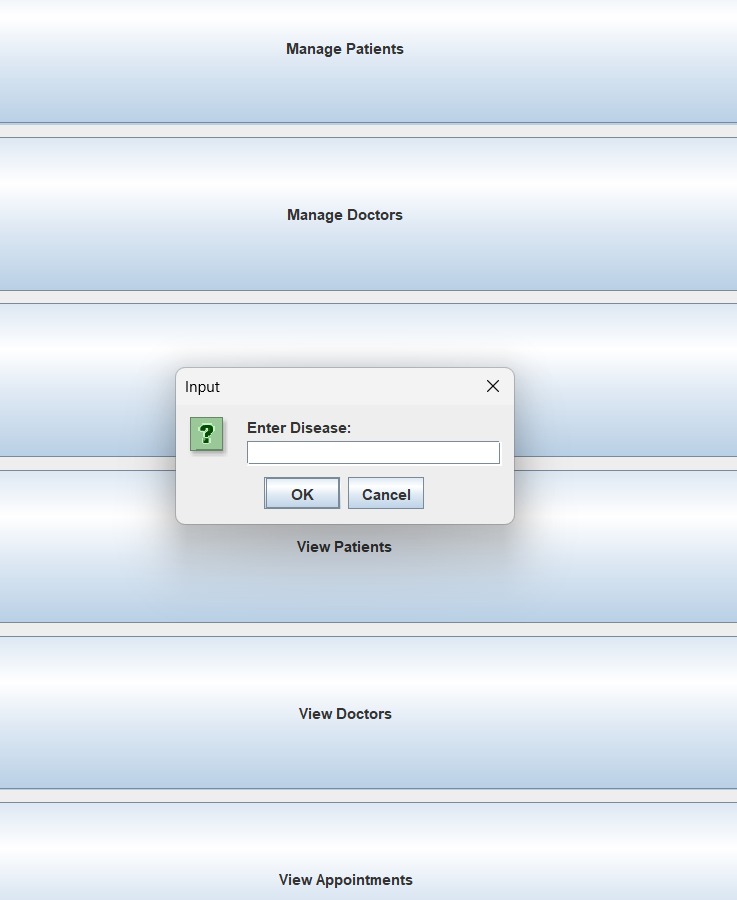 Manage Patients
Manage Doctors
Input
?
Enter Disease:
OK Cancel
View Patients
View Doctors
View Appointments